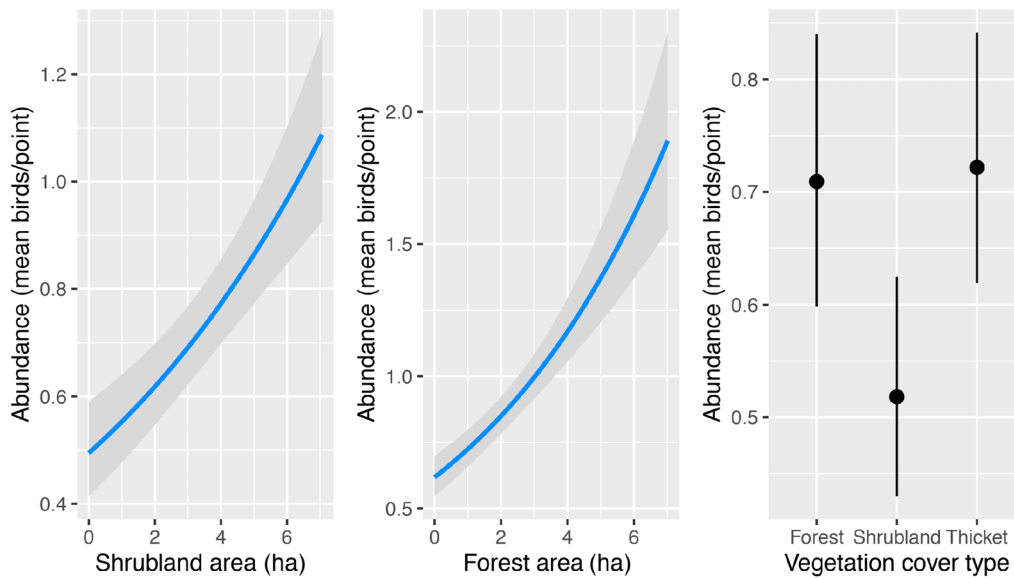 Abundance (mean birds/point)
1.2
1.0
0.8
0.6
0.4
0 2 4 6
Shrubland area (ha)
Abundance (mean birds/point)
2.0
1.5
1.0
0.5
0 2 4 6
Forest area (ha)
Abundance (mean birds/point)
0.8
0.7
0.6
0.5
Forest Shrubland Thicket
Vegetation cover type